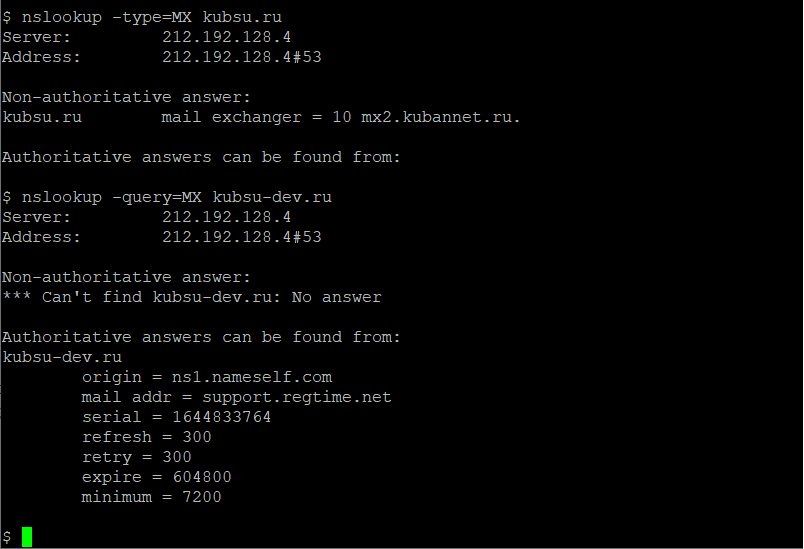 $ nslookup -type=MX kubsu.ru
Server:         212.192.128.4
Address:        212.192.128.4#53
Non-authoritative answer:
kubsu.ru        mail exchanger = 10 mx2.kubannet.ru.
Authoritative answers can be found from:
$ nslookup -query=MX kubsu-dev.ru
Server:         212.192.128.4
Address:        212.192.128.4#53
Non-authoritative answer:
*** Can't find kubsu-dev.ru: No answer
Authoritative answers can be found from:
kubsu-dev.ru
        origin = ns1.nameself.com
        mail addr = support.regtime.net
        serial = 1644833764
        refresh = 300
        retry = 300
        expire = 604800
        minimum = 7200
$